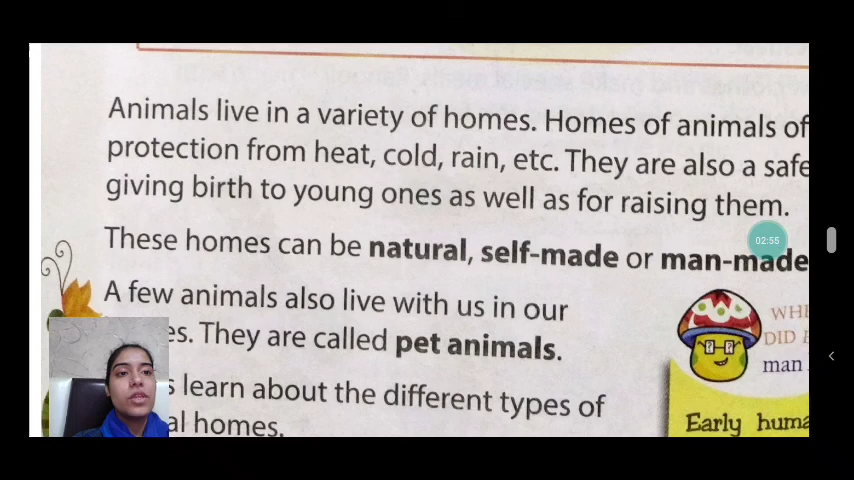 Animals live in a variety of homes. Homes of animals of
protection from heat, cold, rain, etc. They are also a safe
giving birth to young ones as well as for raising them.
These homes can be natural, self-made or man-made
02:55
A few animals also live with us in our
They are called pet animals.
learn about the different types of
homes.
DID
man
Early